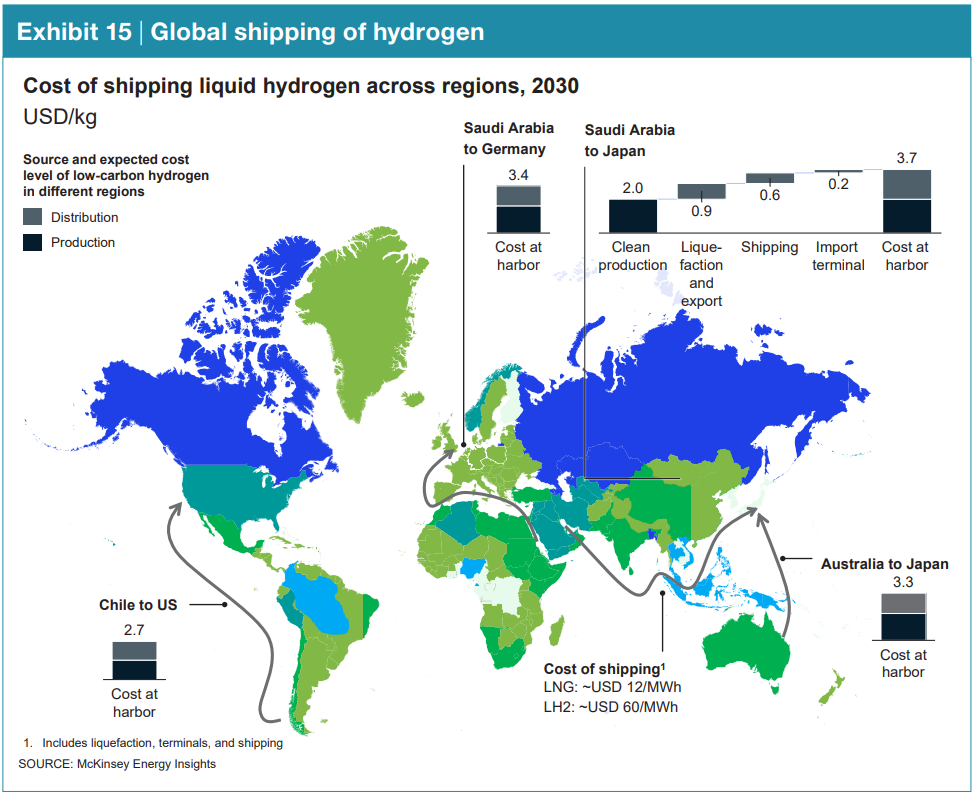 Exhibit 15 | Global shipping of hydrogen
Cost of shipping liquid hydrogen across regions, 2030
USD/kg
Source and expected cost
level of low-carbon hydrogen
in different regions
Distribution
Production
Saudi Arabia
to Germany
3.4
Cost at
harbor
Saudi Arabia
to Japan
2.0
0.9
0.6
0.2
3.7
Clean
production
Lique-
faction
and
export
Shipping
Import
terminal
Cost at
harbor
Chile to US
2.7
Cost at
harbor
Australia to Japan
3.3
Cost at
harbor
Cost of shipping¹
LNG: ~USD 12/MWh
LH2: ~USD 60/MWh
1. Includes liquefaction, terminals, and shipping
SOURCE: McKinsey Energy Insights